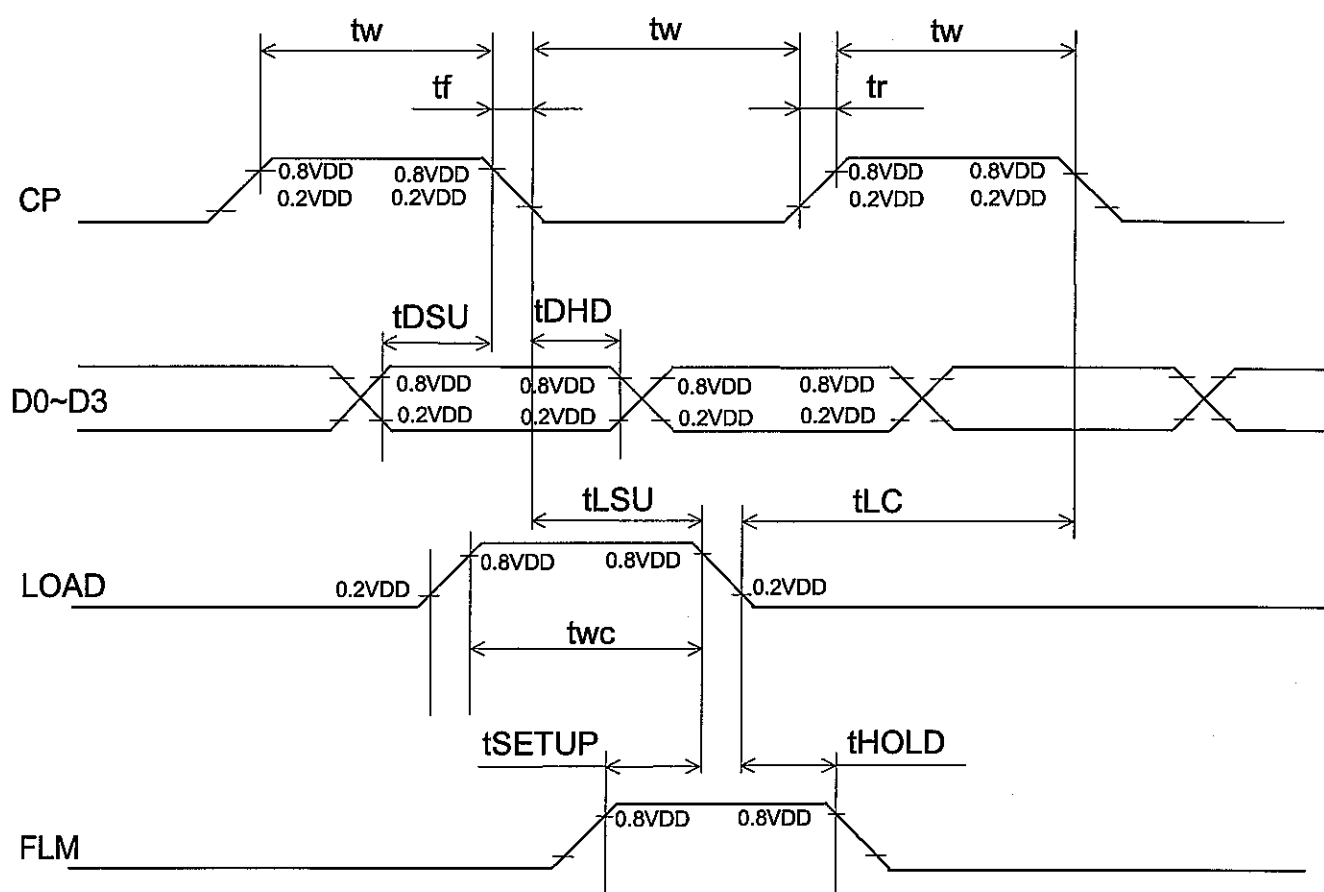 tw tw tw
tf tr
0.8VDD 0.8VDD 0.8VDD 0.8VDD
CP 0.2VDD 0.2VDD 0.2VDD 0.2VDD
tDSU tDHD
0.8VDD 0.8VDD 0.8VDD 0.8VDD
D0~D3 0.2VDD 0.2VDD 0.2VDD 0.2VDD
tLSU tLC
0.8VDD 0.8VDD
LOAD 0.2VDD 0.2VDD
twc
tSETUP tHOLD
0.8VDD 0.8VDD
FLM